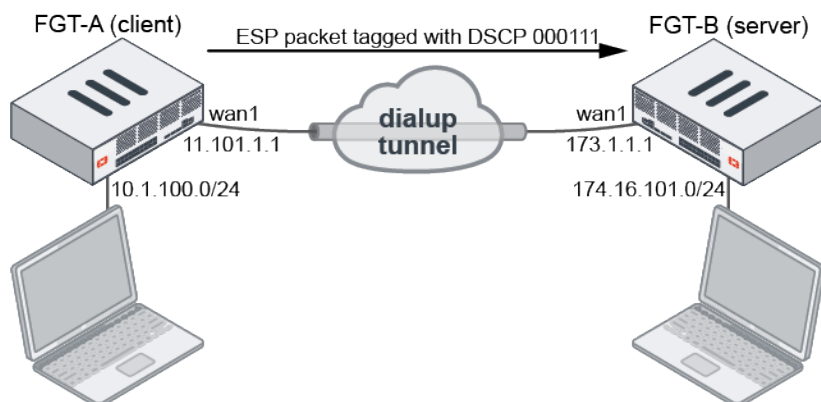 FGT-A (client)
ESP packet tagged with DSCP 000111
FGT-B (server)
wan1
11.101.1.1
dialup
tunnel
wan1
173.1.1.1
10.1.100.0/24
174.16.101.0/24